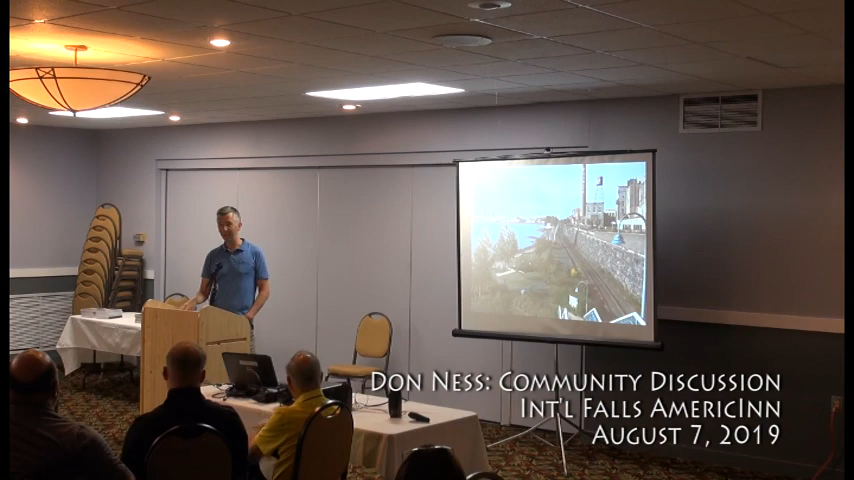 Don Ness: Community Discussion
Int'l Falls AmericInn
August 7, 2019